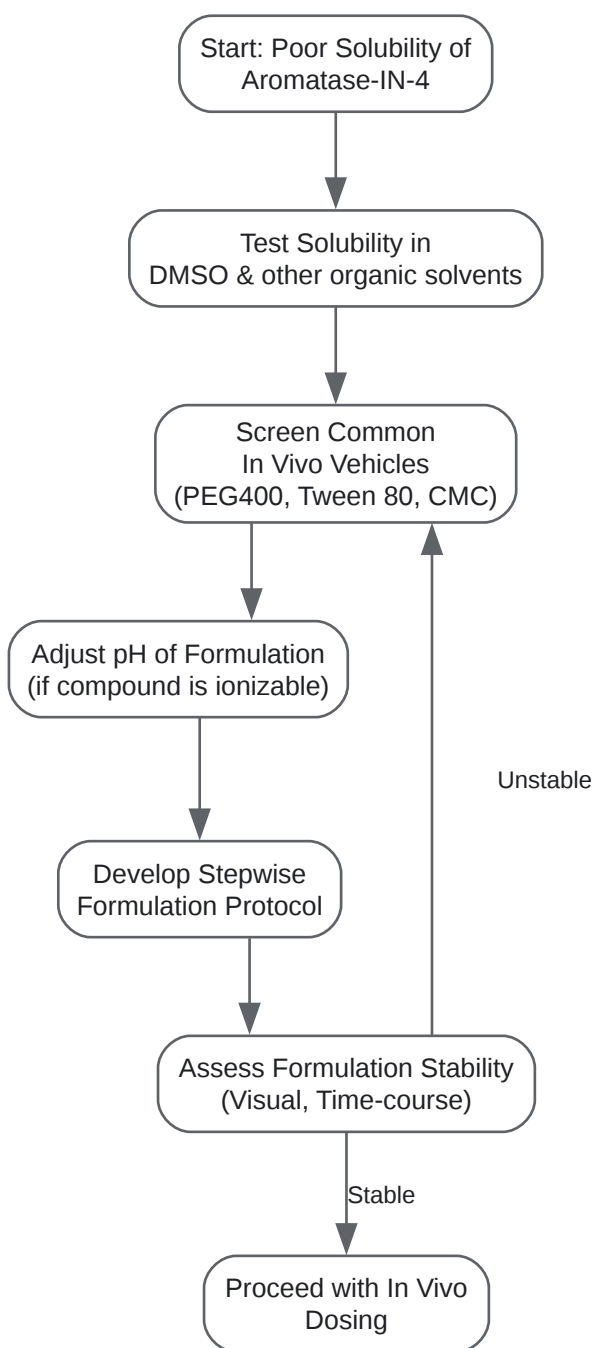 Start: Poor Solubility of
Aromatase-IN-4
Test Solubility in
DMSO & other organic solvents
Screen Common
In Vivo Vehicles
(PEG400, Tween 80, CMC)
Adjust pH of Formulation
(if compound is ionizable)
Unstable
Develop Stepwise
Formulation Protocol
Assess Formulation Stability
(Visual, Time-course)
Stable
Proceed with In Vivo
Dosing